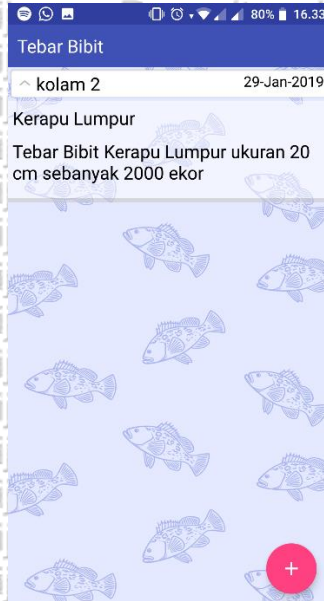 80% 16.33
Tebar Bibit
kolam 2 29-Jan-2019
Kerapu Lumpur
Tebar Bibit Kerapu Lumpur ukuran 20
cm sebanyak 2000 ekor
+